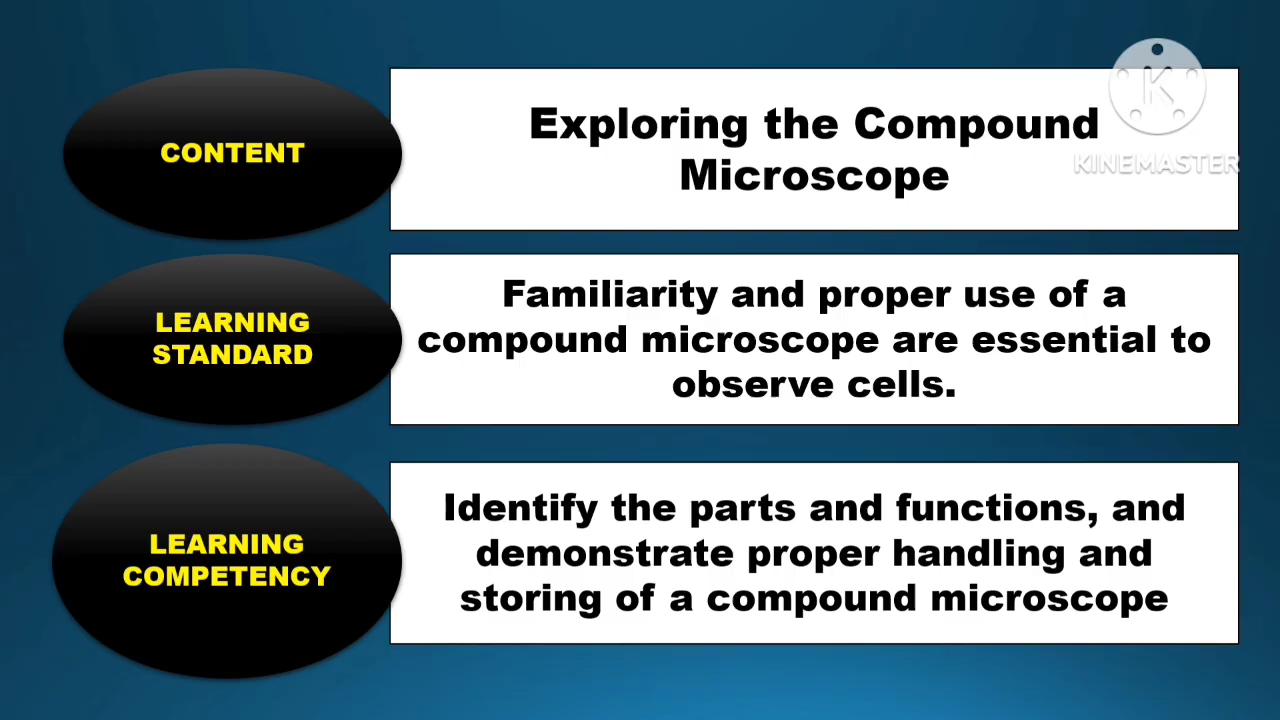 CONTENT
Exploring the Compound
Microscope
K
KINEMASTER
LEARNING
STANDARD
Familiarity and proper use of a
compound microscope are essential to
observe cells.
LEARNING
COMPETENCY
Identify the parts and functions, and
demonstrate proper handling and
storing of a compound microscope